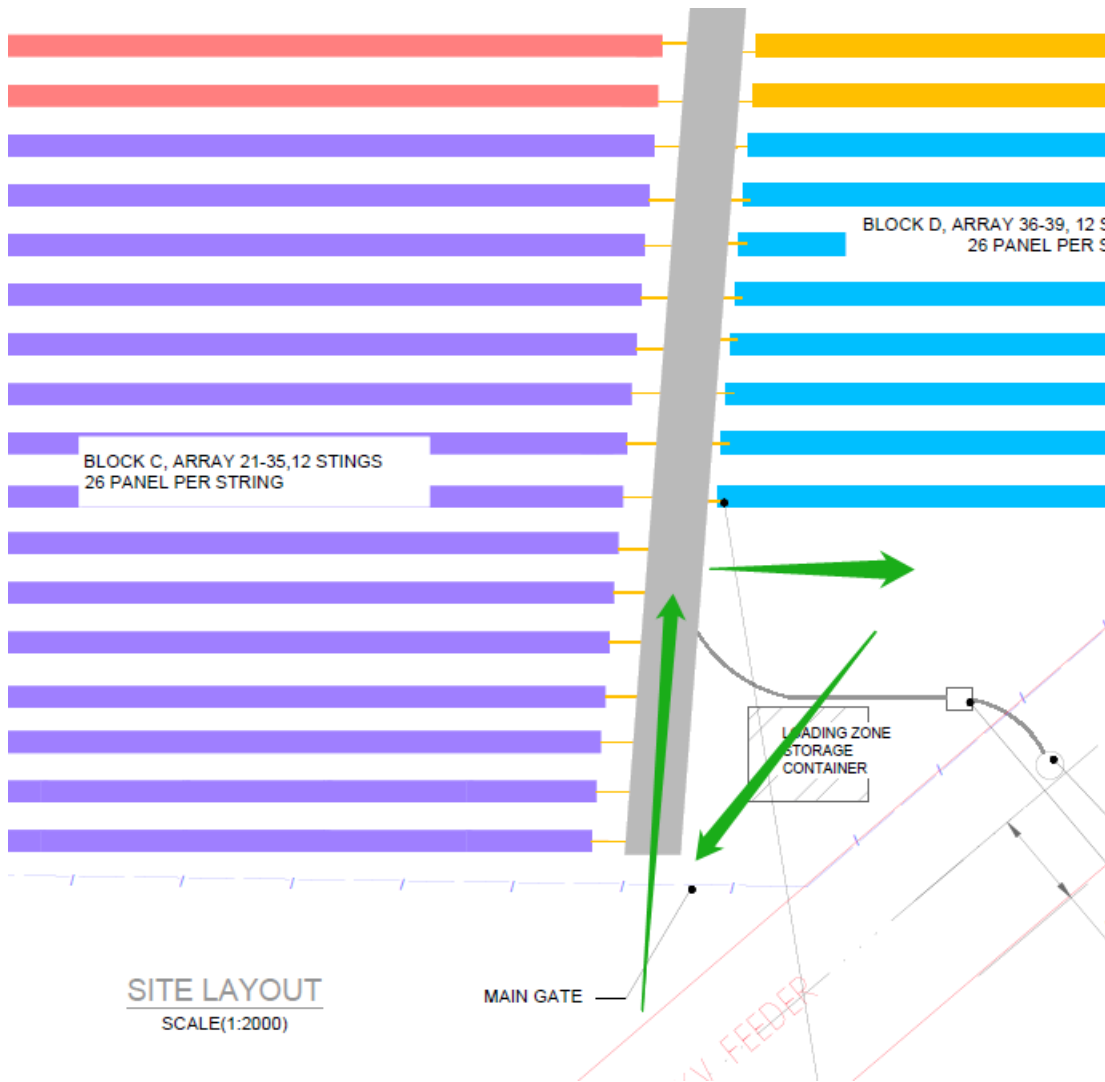 BLOCK D, ARRAY 36-39, 12
26 PANEL PER
BLOCK C, ARRAY 21-35,12 STINGS
26 PANEL PER STRING
LOADING ZONE
STORAGE
CONTAINER
MAIN GATE
SITE LAYOUT
SCALE(1:2000)
FEEDER